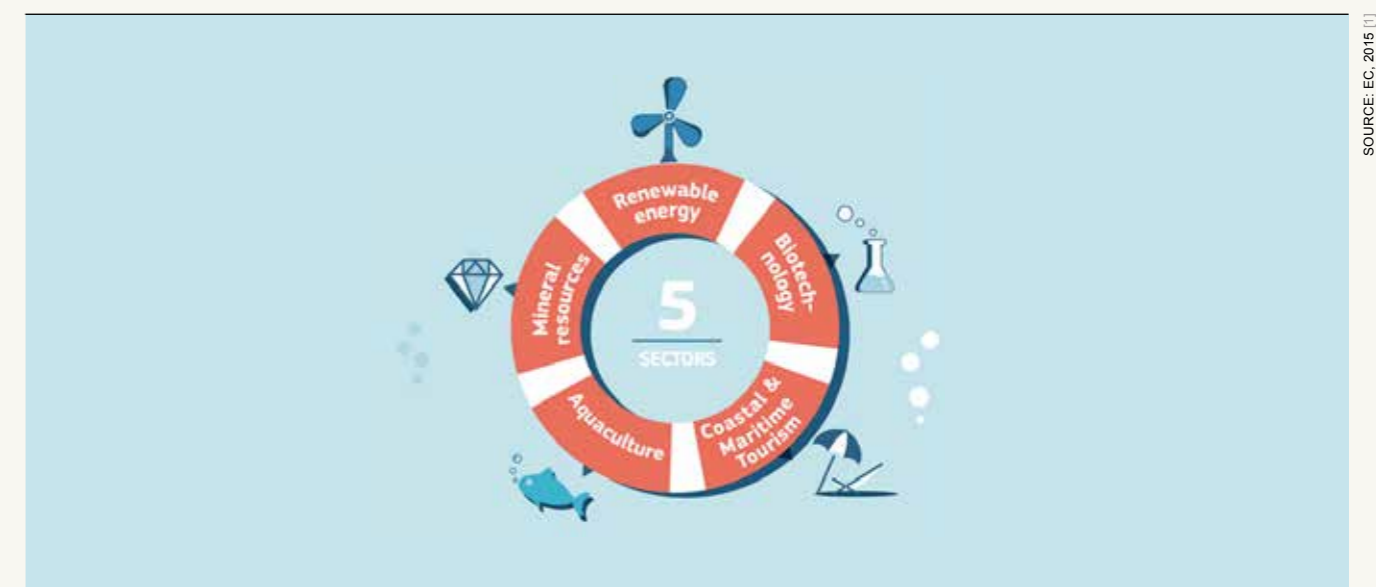 Renewable
energy
Biotech-
nology
Coastal &
Maritime
Tourism
Aquaculture
Mineral
resources
5
SECTORS
SOURCE: EC, 2015 [1]